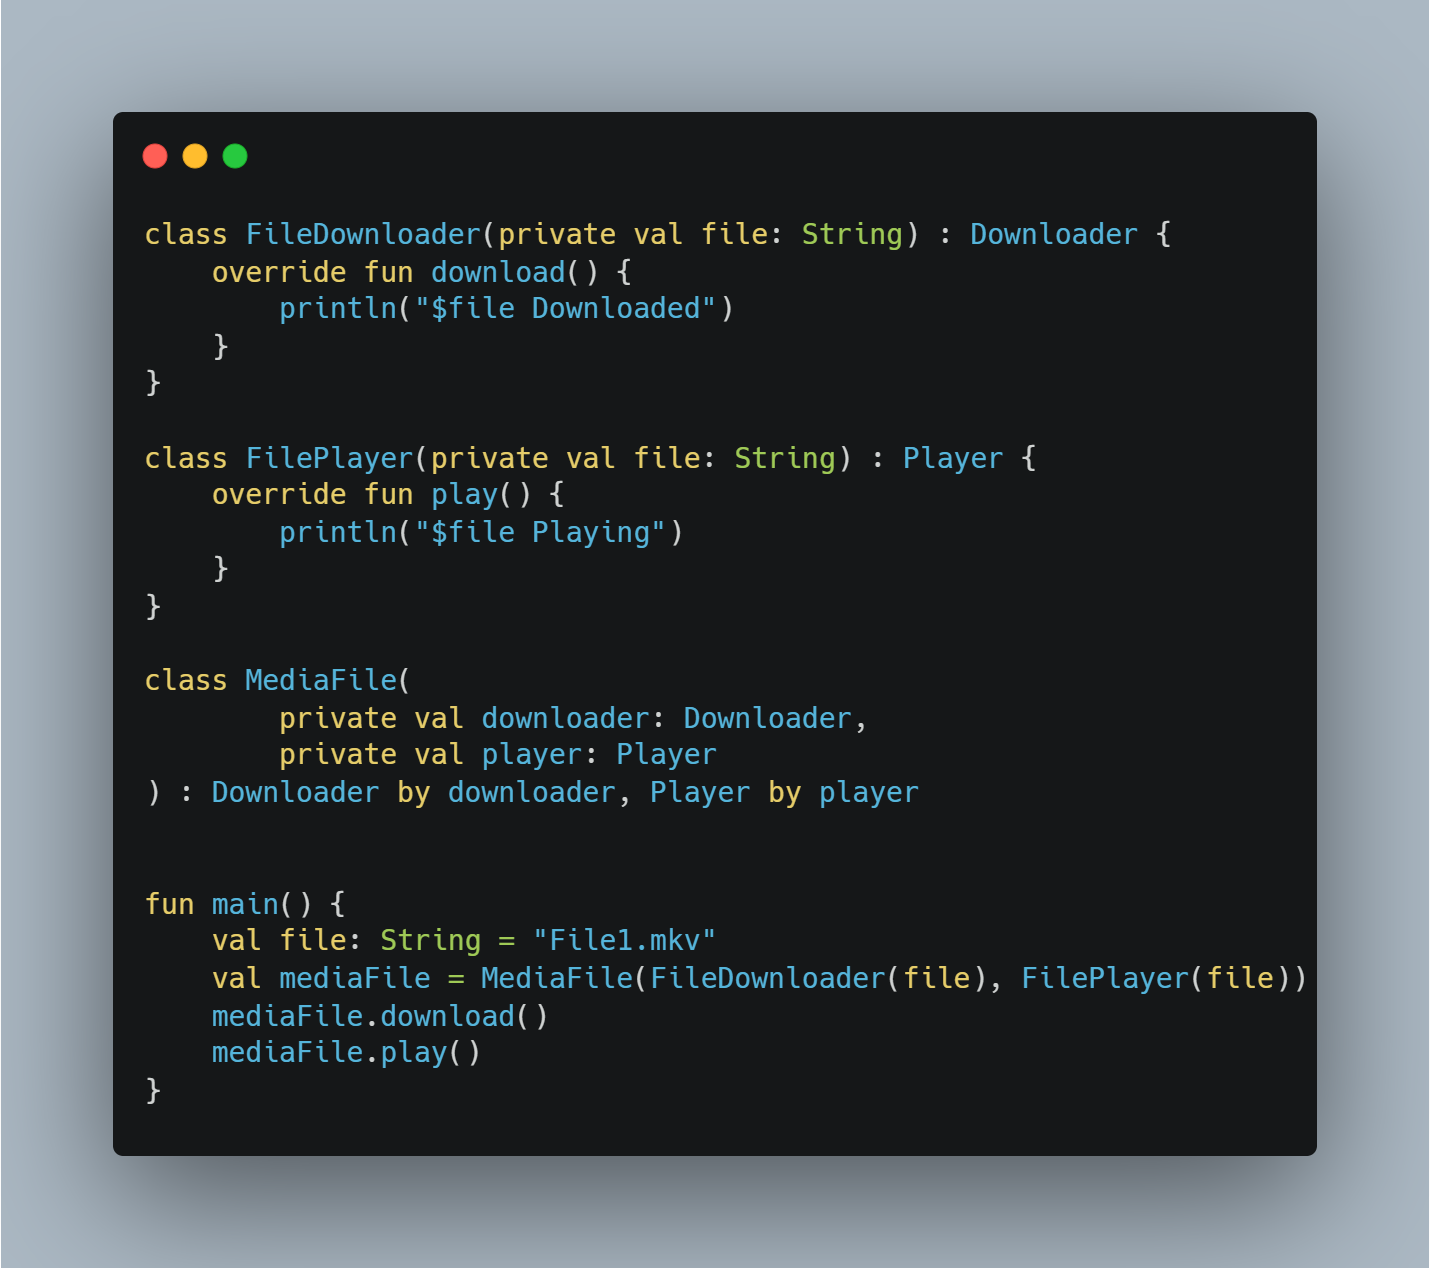 class FileDownloader(private val file: String) : Downloader {
    override fun download() {
        println("$file Downloaded")
    }
}

class FilePlayer(private val file: String) : Player {
    override fun play() {
        println("$file Playing")
    }
}

class MediaFile(
        private val downloader: Downloader,
        private val player: Player
) : Downloader by downloader, Player by player


fun main() {
    val file: String = "File1.mkv"
    val mediaFile = MediaFile(FileDownloader(file), FilePlayer(file))
    mediaFile.download()
    mediaFile.play()
}